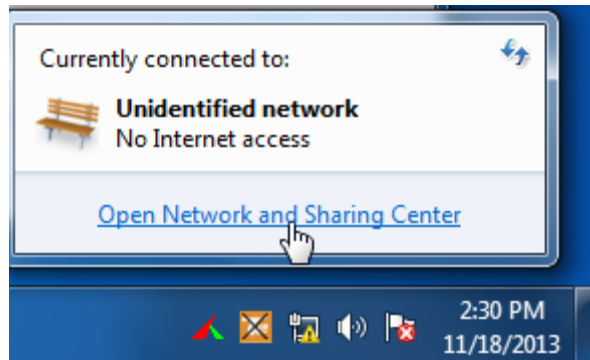 Currently connected to:
Unidentified network
No Internet access
Open Network and Sharing Center
2:30 PM
11/18/2013